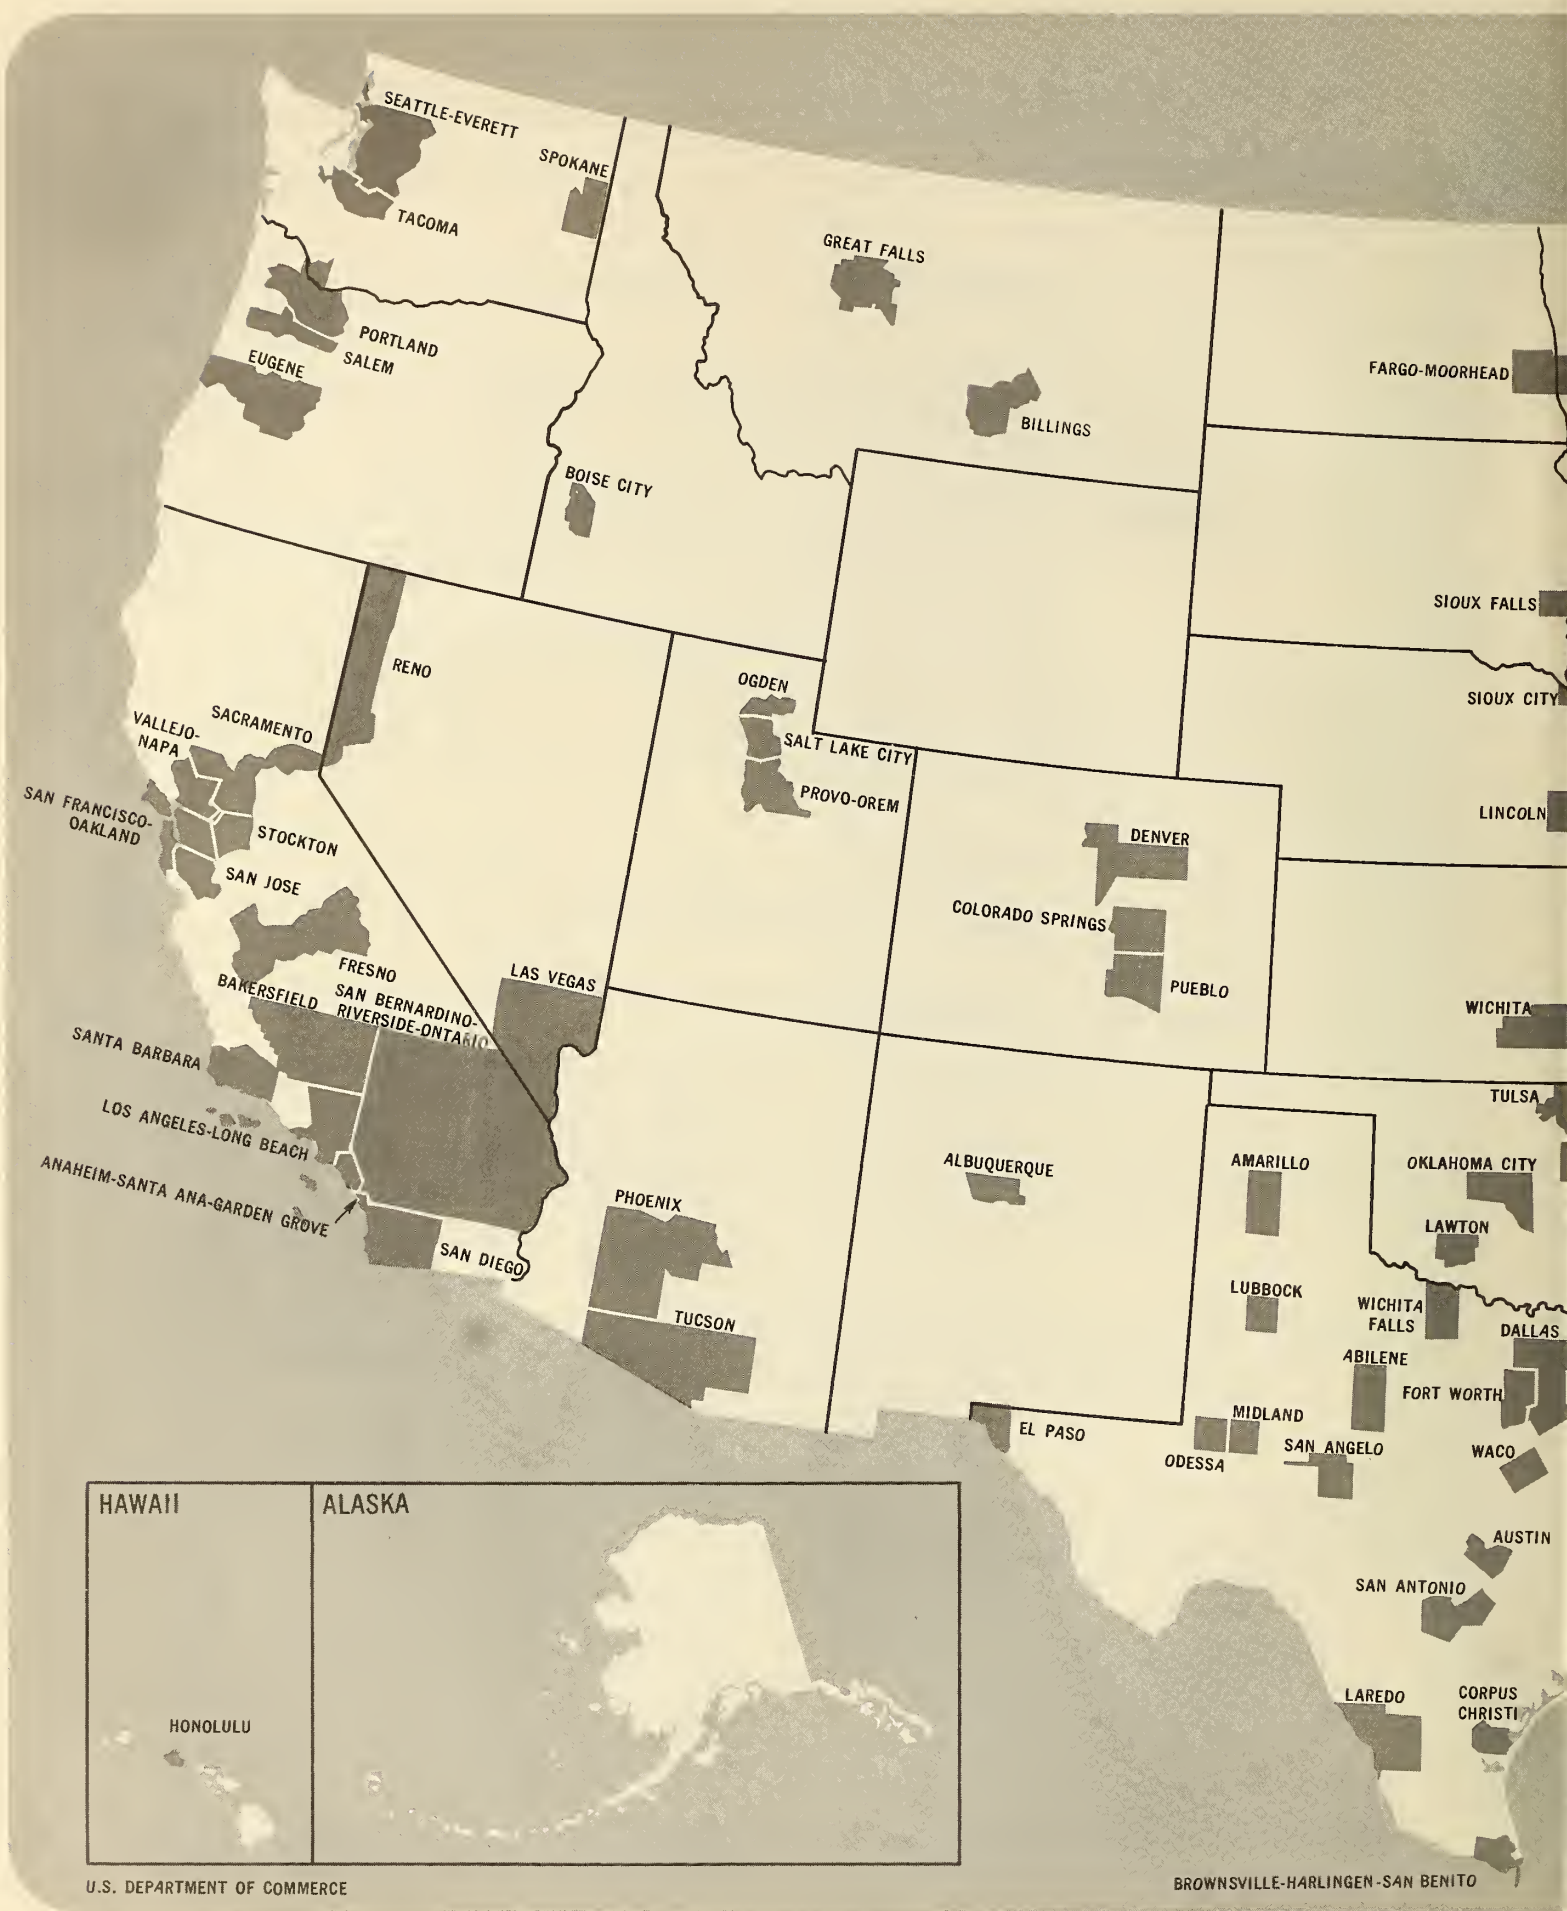 SEATTLE-EVERETT
SPOKANE
TACOMA
GREAT FALLS
PORTLAND
SALEM
EUGENE
FARGO-MOORHEAD
BILLINGS
BOISE CITY
SIOUX FALLS
RENO
OGDEN
SIOUX CITY
SACRAMENTO
VALLEJO-
NAPA
SALT LAKE CITY
PROVO-OREM
SAN FRANCISCO-
OAKLAND
STOCKTON
LINCOLN
DENVER
SAN JOSE
COLORADO SPRINGS
FRESNO
LAS VEGAS
PUEBLO
BAKERSFIELD
SAN BERNARDINO-
RIVERSIDE-ONTARIO
WICHITA
SANTA BARBARA
TULSA
LOS ANGELES-LONG BEACH
ALBUQUERQUE
AMARILLO
OKLAHOMA CITY
ANAHEIM-SANTA ANA-GARDEN GROVE
PHOENIX
LAWTON
SAN DIEGO
LUBBOCK
WICHITA
FALLS
TUCSON
DALLAS
ABILENE
FORT WORTH
MIDLAND
EL PASO
SAN ANGELO
WACO
ODESSA
HAWAII
ALASKA
AUSTIN
SAN ANTONIO
LAREDO
CORPUS
CHRISTI
HONOLULU
BROWNSVILLE-HARLINGEN-SAN BENITO
U.S. DEPARTMENT OF COMMERCE